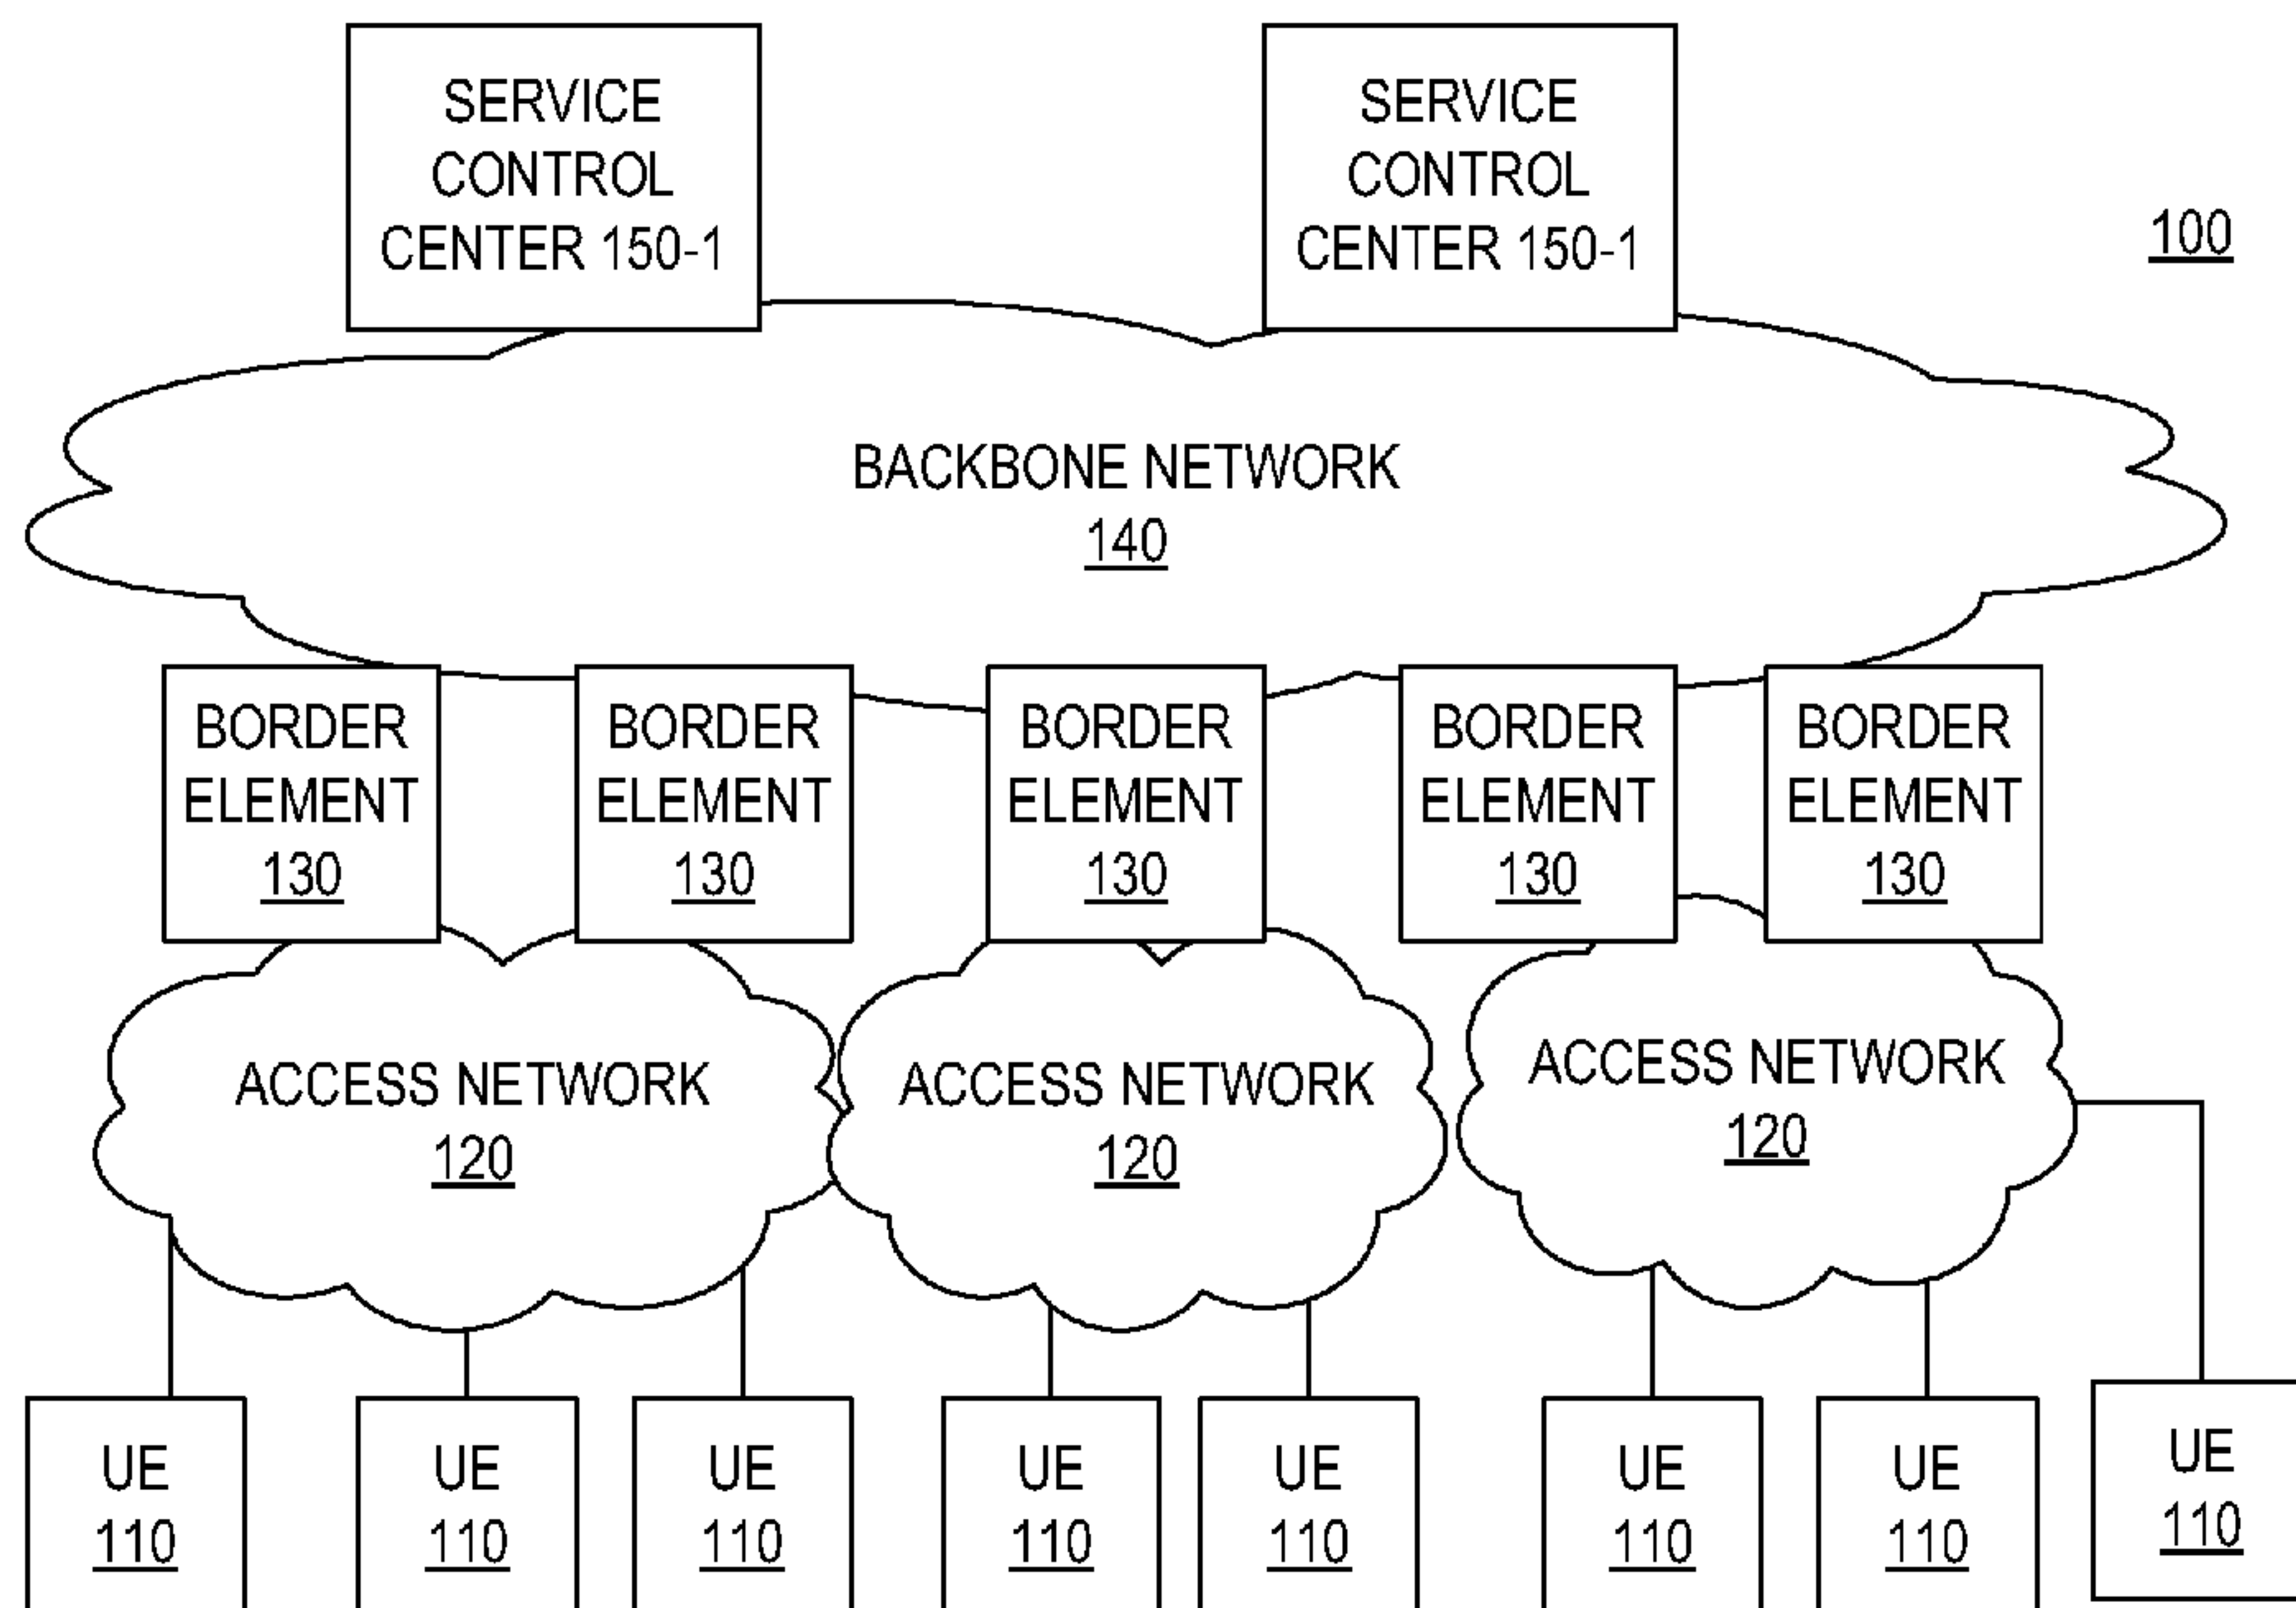 SERVICE
CONTROL
CENTER 150-1
SERVICE
CONTROL
CENTER 150-1
100
BACKBONE NETWORK
140
BORDER
ELEMENT
130
BORDER
ELEMENT
130
BORDER
ELEMENT
130
BORDER
ELEMENT
130
BORDER
ELEMENT
130
ACCESS NETWORK
120
ACCESS NETWORK
120
ACCESS NETWORK
120
UE
110
UE
110
UE
110
UE
110
UE
110
UE
110
UE
110
UE
110